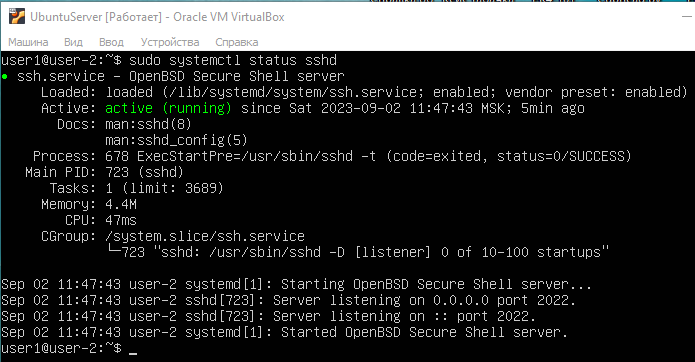 UbuntuServer [Работает] - Oracle VM VirtualBox
Машина Вид Ввод Устройства Справка
user1@user-2:~$ sudo systemctl status sshd
● ssh.service - OpenBSD Secure Shell server
Loaded: loaded (/lib/systemd/system/ssh.service; enabled; vendor preset: enabled)
Active: active (running) since Sat 2023-09-02 11:47:43 MSK; 5min ago
Docs: man:sshd(8)
man:sshd_config(5)
Process: 678 ExecStartPre=/usr/sbin/sshd -t (code=exited, status=0/SUCCESS)
Main PID: 723 (sshd)
Tasks: 1 (limit: 3689)
Memory: 4.4M
CPU: 47ms
CGroup: /system.slice/ssh.service
└─723 "sshd: /usr/sbin/sshd -D [listener] 0 of 10-100 startups"
Sep 02 11:47:43 user-2 systemd[1]: Starting OpenBSD Secure Shell server...
Sep 02 11:47:43 user-2 sshd[723]: Server listening on 0.0.0.0 port 2022.
Sep 02 11:47:43 user-2 sshd[723]: Server listening on :: port 2022.
Sep 02 11:47:43 user-2 systemd[1]: Started OpenBSD Secure Shell server.
user1@user-2:~$ _